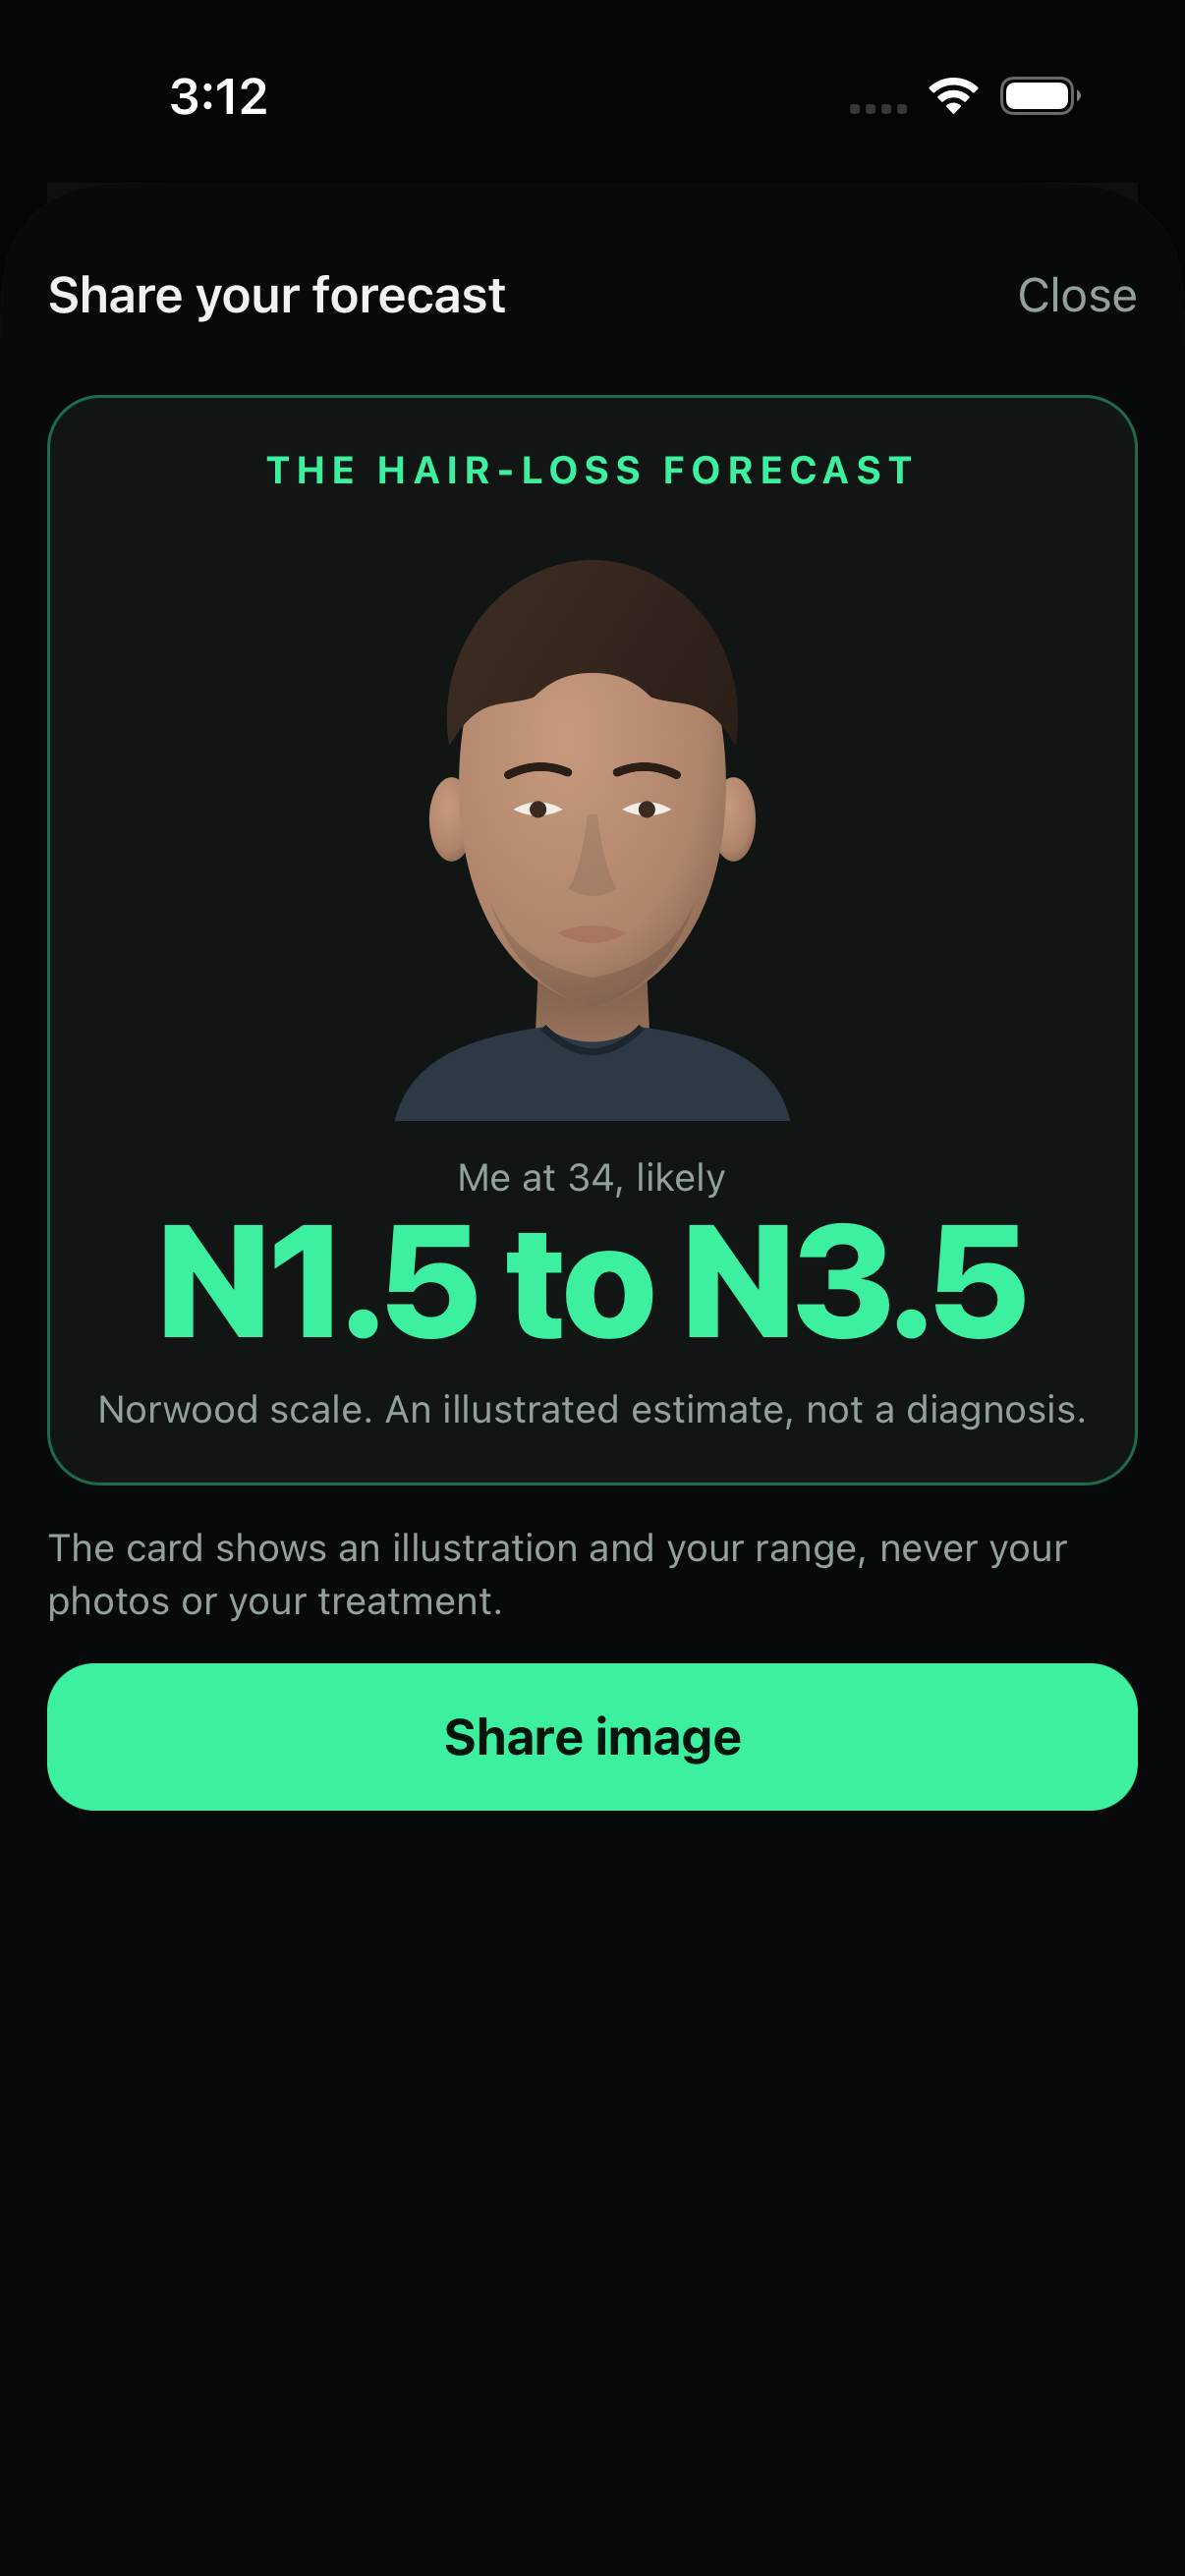 3:12
Share your forecast
Close
THE HAIR-LOSS FORECAST
Me at 34, likely
N1.5 to N3.5
Norwood scale. An illustrated estimate, not a diagnosis.
The card shows an illustration and your range, never your
photos or your treatment.
Share image